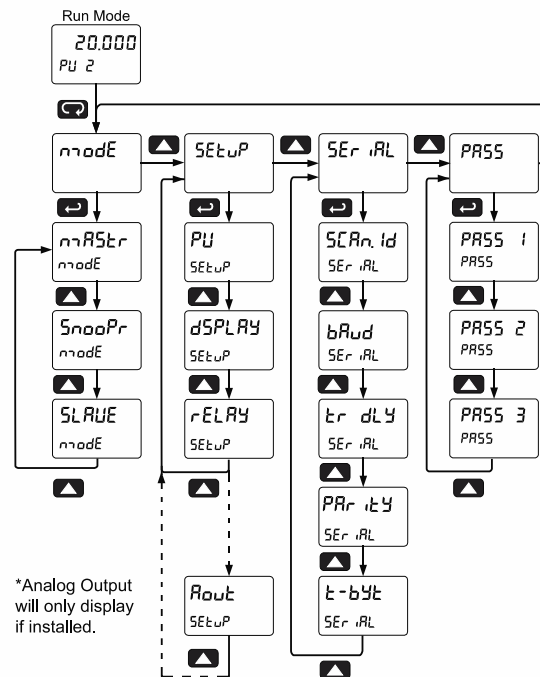 Run Mode
20.000
PU 2
modE
SEtuP
SEriAL
PASS
mAStr
modE
PU
SEtuP
SCAn.Id
SEriAL
PASS 1
PASS
SnooPr
modE
dSPLAY
SEtuP
bAud
SEriAL
PASS 2
PASS
SLAVE
modE
rELAY
SEtuP
tr dLY
SEriAL
PASS 3
PASS
PAritY
SEriAL
*Analog Output
will only display
if installed.
Aout
SEtuP
t-bYt
SEriAL